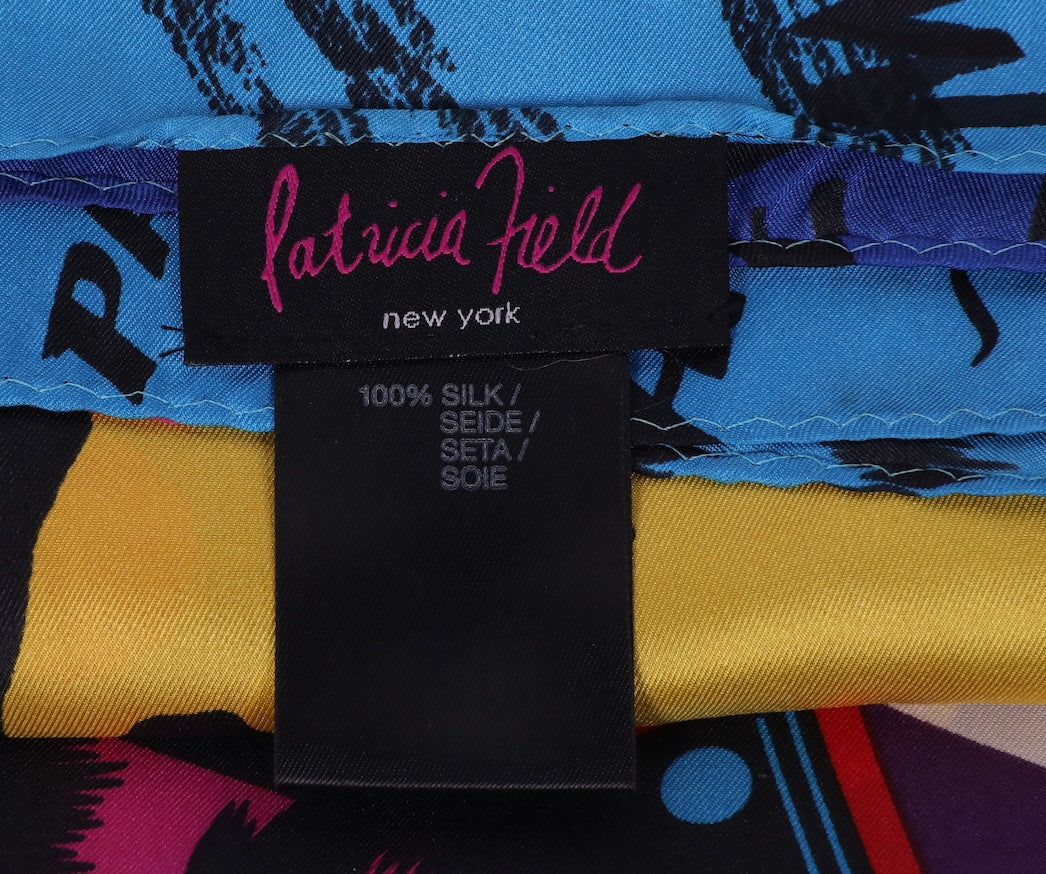 Patricia Field
new york
100% SILK /
SEIDE /
SETA /
SOIE